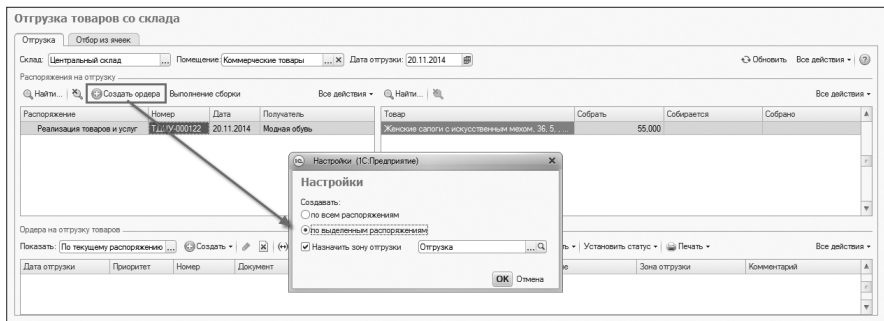 Отгрузка товаров со склада
Отгрузка Отбор из ячеек
Склад: Центральный склад ... Помещение: Коммерческие товары ... × Дата отгрузки: 20.11.2014 Обновить Все действия ?
Распоряжения на отгрузку
Найти... Создать ордера Выполнение сборки Все действия Найти... Все действия
Распоряжение Номер Дата Получатель Товар Собрать Собирается Собрано
Реализация товаров и услуг 20.11.2014 Модная обувь Женские сапоги с искусственным мехом, 36, 5, , ... 55,000
1С Настройки (1С:Предприятие) ×
Настройки
Создавать:
по всем распоряжениям
по выделенным распоряжениям
Назначить зону отгрузки Отгрузка ...
OK Отмена
Ордера на отгрузку товаров
Показать: По текущему распоряжению ... Создать Установить статус Печать Все действия
Дата отгрузки Приоритет Номер Документ Зона отгрузки Комментарий